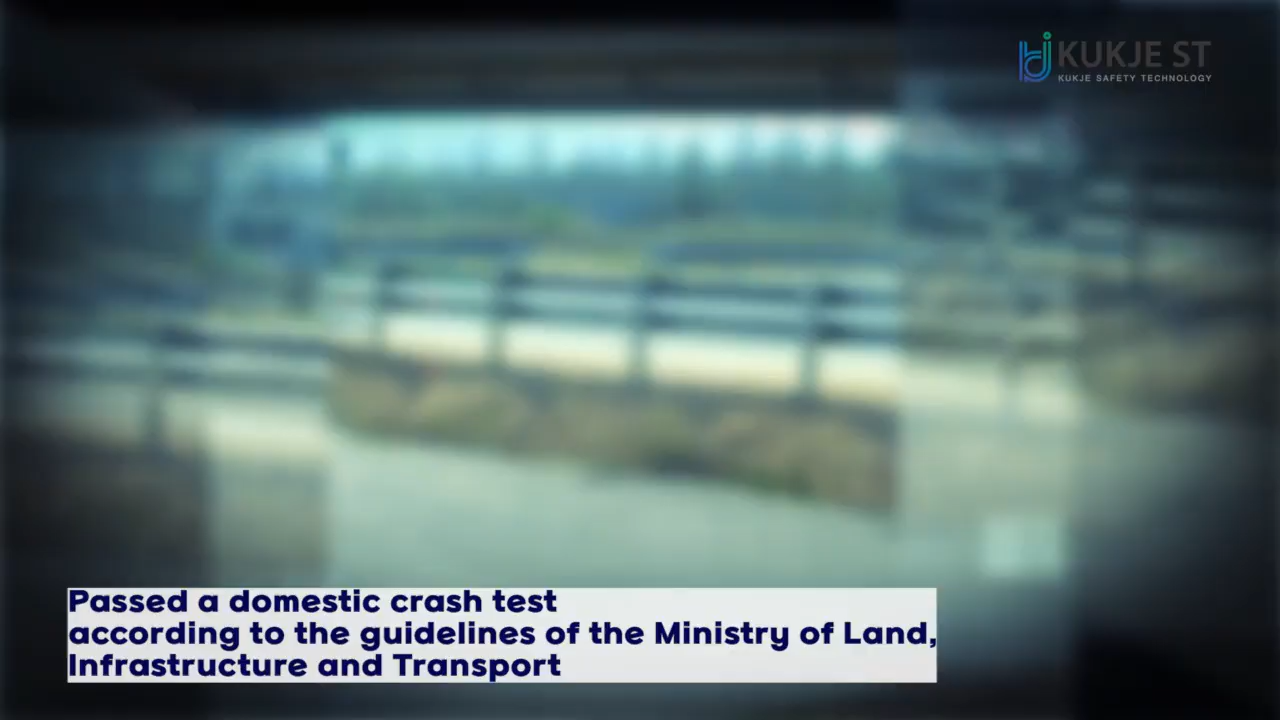 KUKJE ST
KUKJE SAFETY TECHNOLOGY
Passed a domestic crash test
according to the guidelines of the Ministry of Land,
Infrastructure and Transport